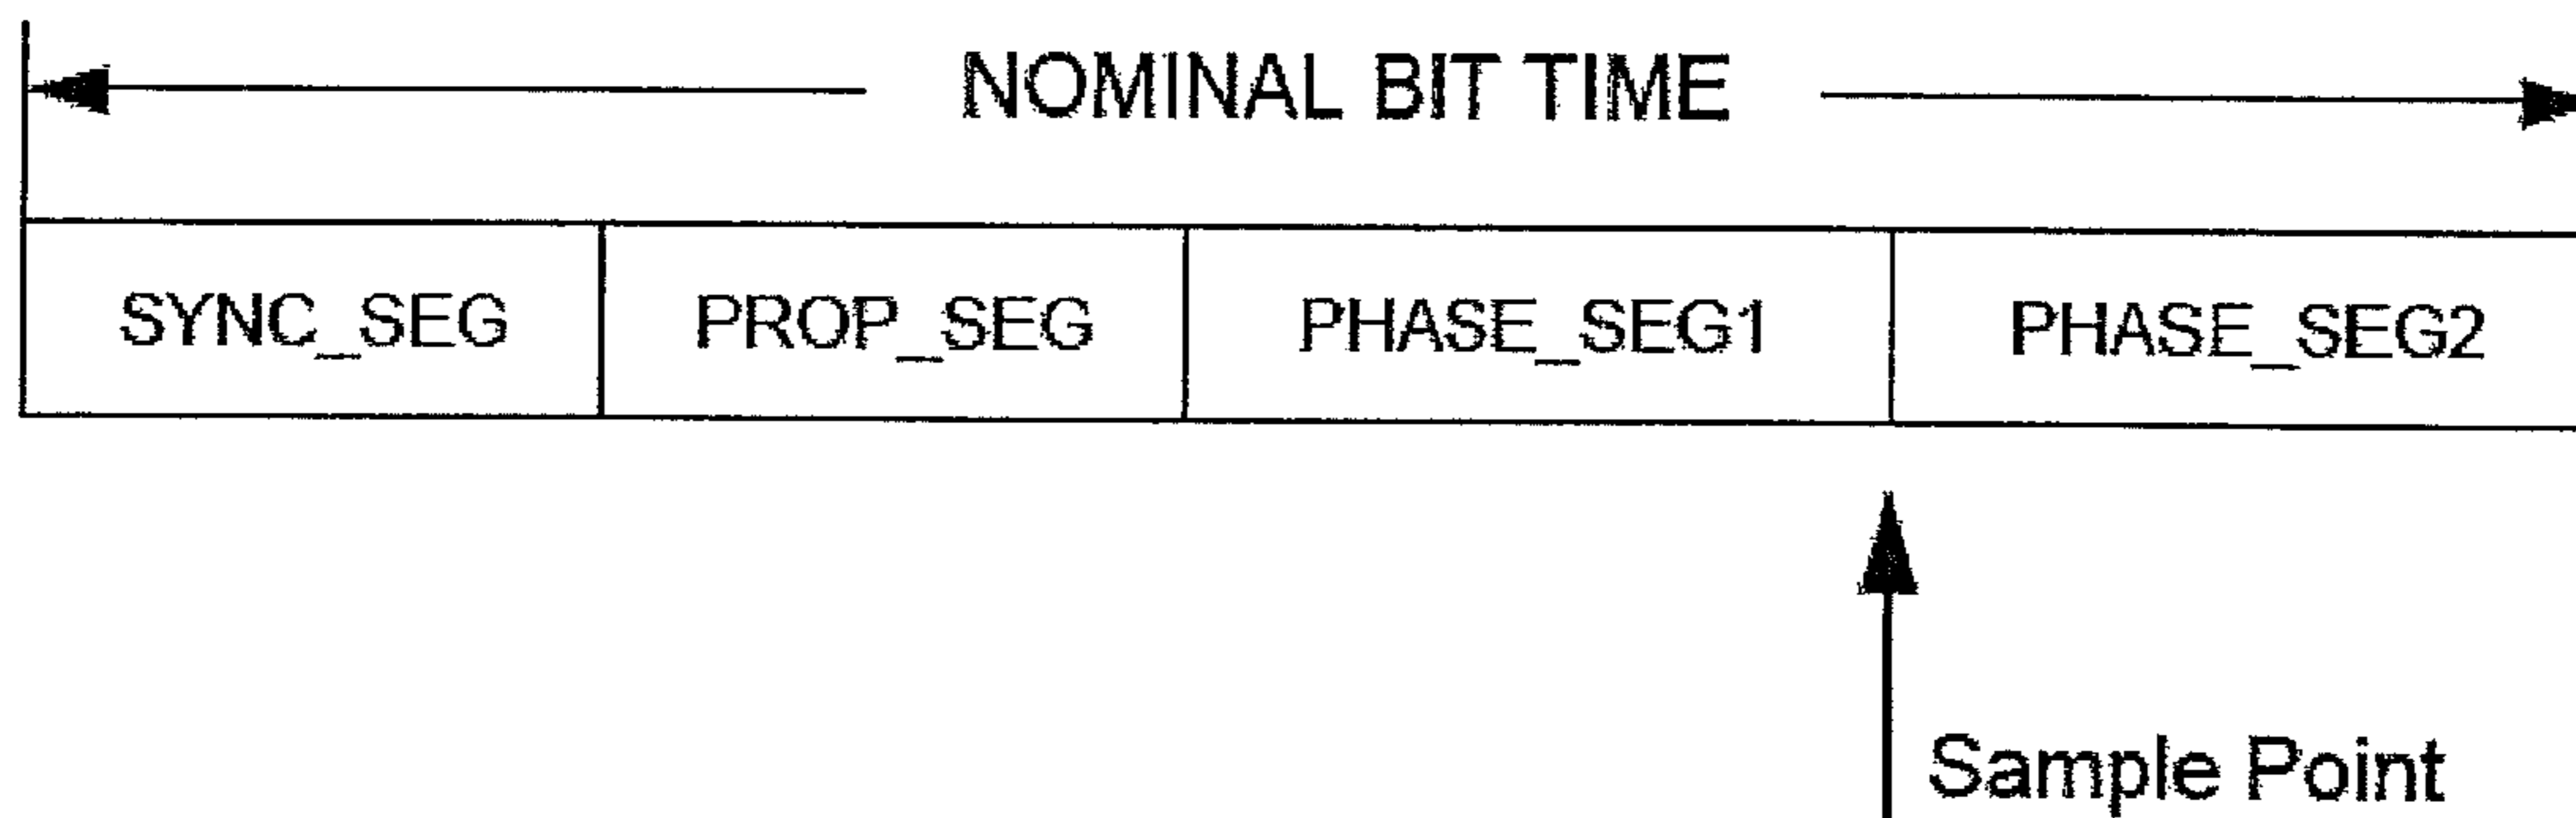 NOMINAL BIT TIME
SYNC_SEG PROP_SEG PHASE_SEG1 PHASE_SEG2
Sample Point